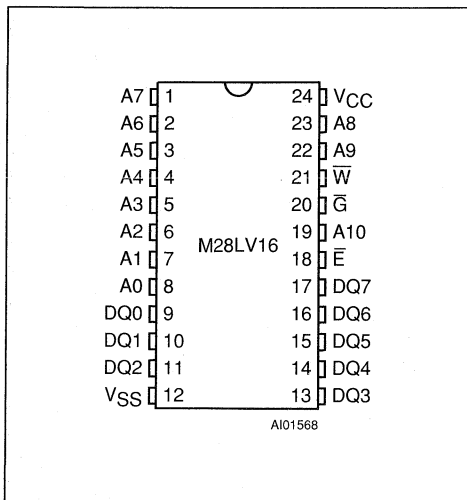 A7 1 24 VCC
A6 2 23 A8
A5 3 22 A9
A4 4 21 W̅
A3 5 20 G̅
A2 6 19 A10
M28LV16
A1 7 18 E̅
A0 8 17 DQ7
DQ0 9 16 DQ6
DQ1 10 15 DQ5
DQ2 11 14 DQ4
VSS 12 13 DQ3
AI01568